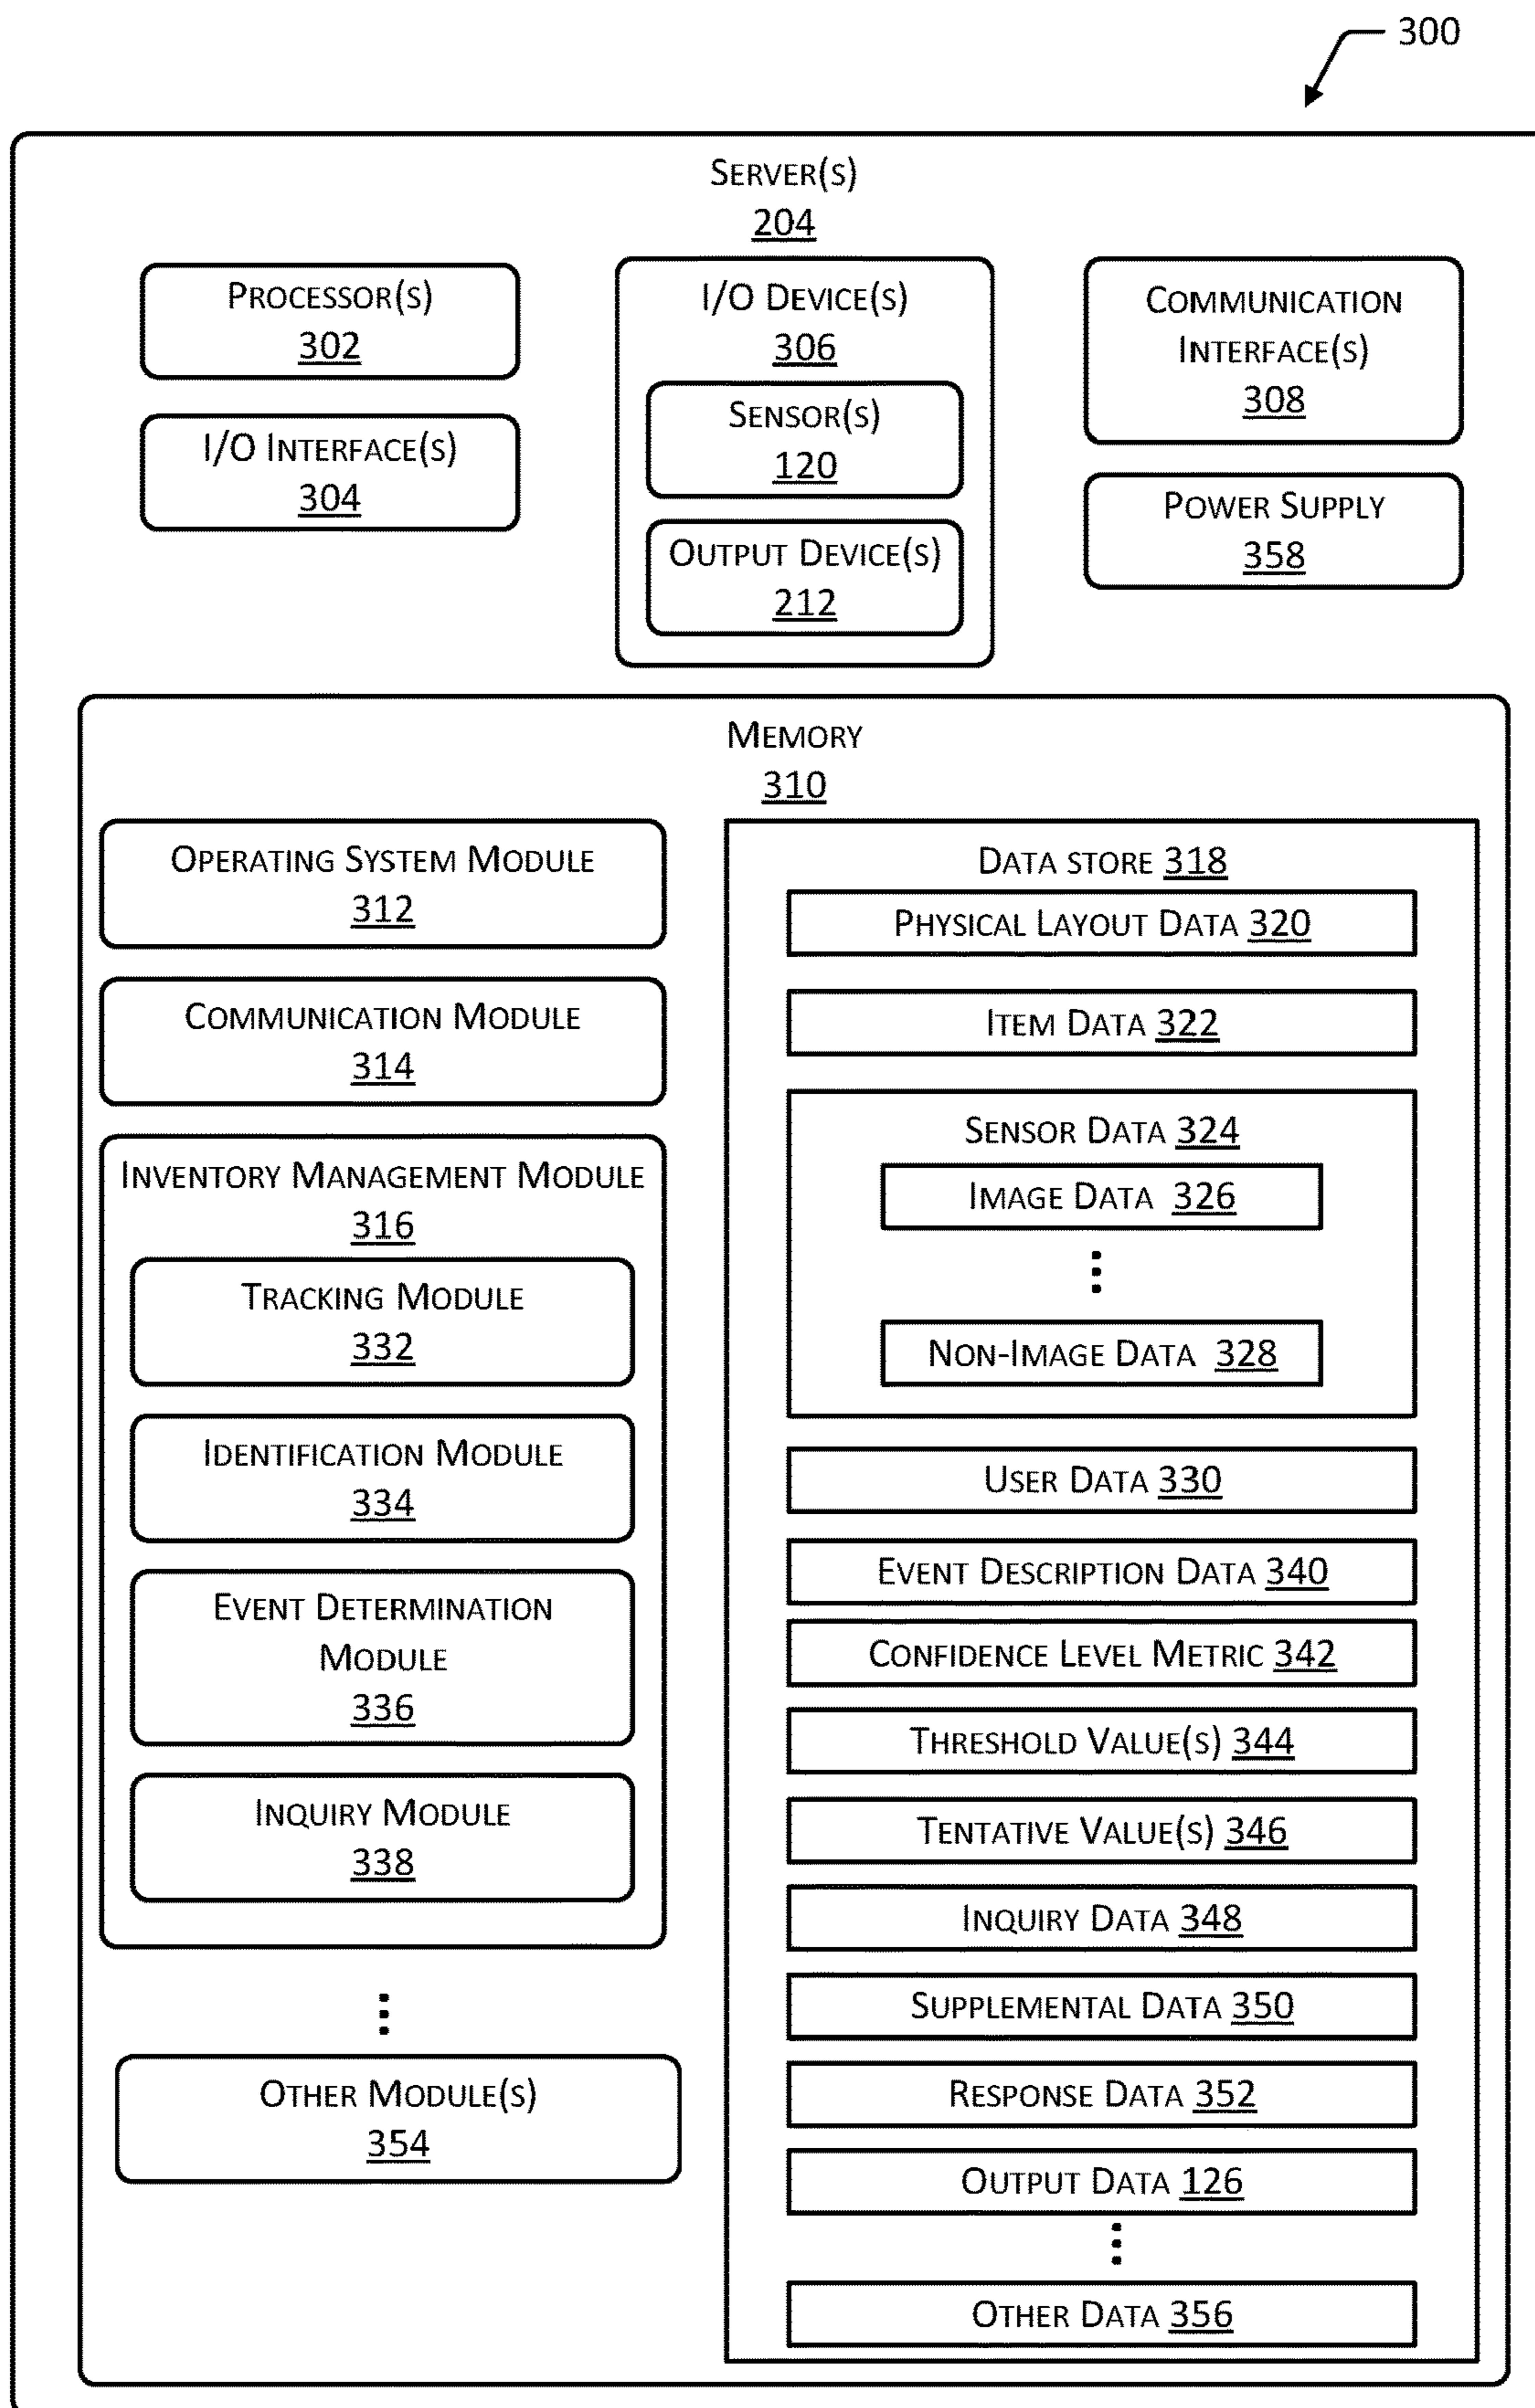 300
SERVER(S)
204
PROCESSOR(S)
302
I/O INTERFACE(S)
304
I/O DEVICE(S)
306
SENSOR(S)
120
OUTPUT DEVICE(S)
212
COMMUNICATION
INTERFACE(S)
308
POWER SUPPLY
358
MEMORY
310
OPERATING SYSTEM MODULE
312
COMMUNICATION MODULE
314
INVENTORY MANAGEMENT MODULE
316
TRACKING MODULE
332
IDENTIFICATION MODULE
334
EVENT DETERMINATION
MODULE
336
INQUIRY MODULE
338
OTHER MODULE(S)
354
DATA STORE 318
PHYSICAL LAYOUT DATA 320
ITEM DATA 322
SENSOR DATA 324
IMAGE DATA 326
NON-IMAGE DATA 328
USER DATA 330
EVENT DESCRIPTION DATA 340
CONFIDENCE LEVEL METRIC 342
THRESHOLD VALUE(S) 344
TENTATIVE VALUE(S) 346
INQUIRY DATA 348
SUPPLEMENTAL DATA 350
RESPONSE DATA 352
OUTPUT DATA 126
OTHER DATA 356